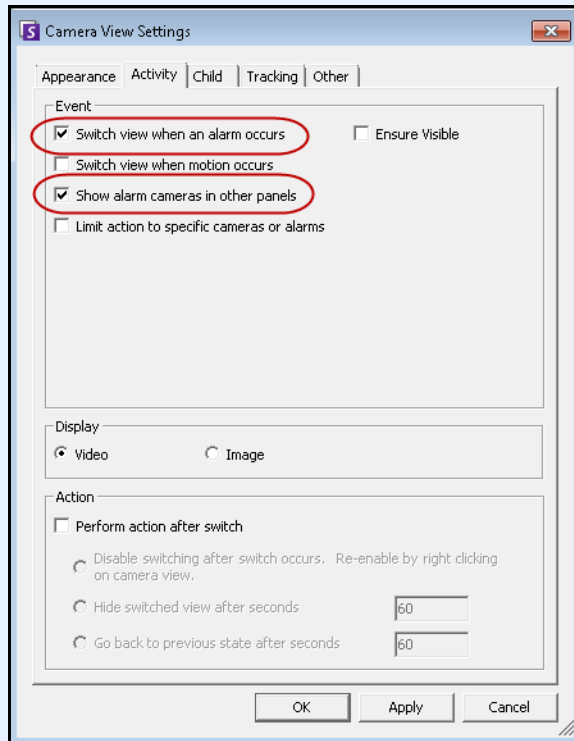 S Camera View Settings
Appearance Activity Child Tracking Other
Event
Switch view when an alarm occurs Ensure Visible
Switch view when motion occurs
Show alarm cameras in other panels
Limit action to specific cameras or alarms
Display
Video Image
Action
Perform action after switch
Disable switching after switch occurs. Re-enable by right clicking
on camera view.
Hide switched view after seconds 60
Go back to previous state after seconds 60
OK Apply Cancel